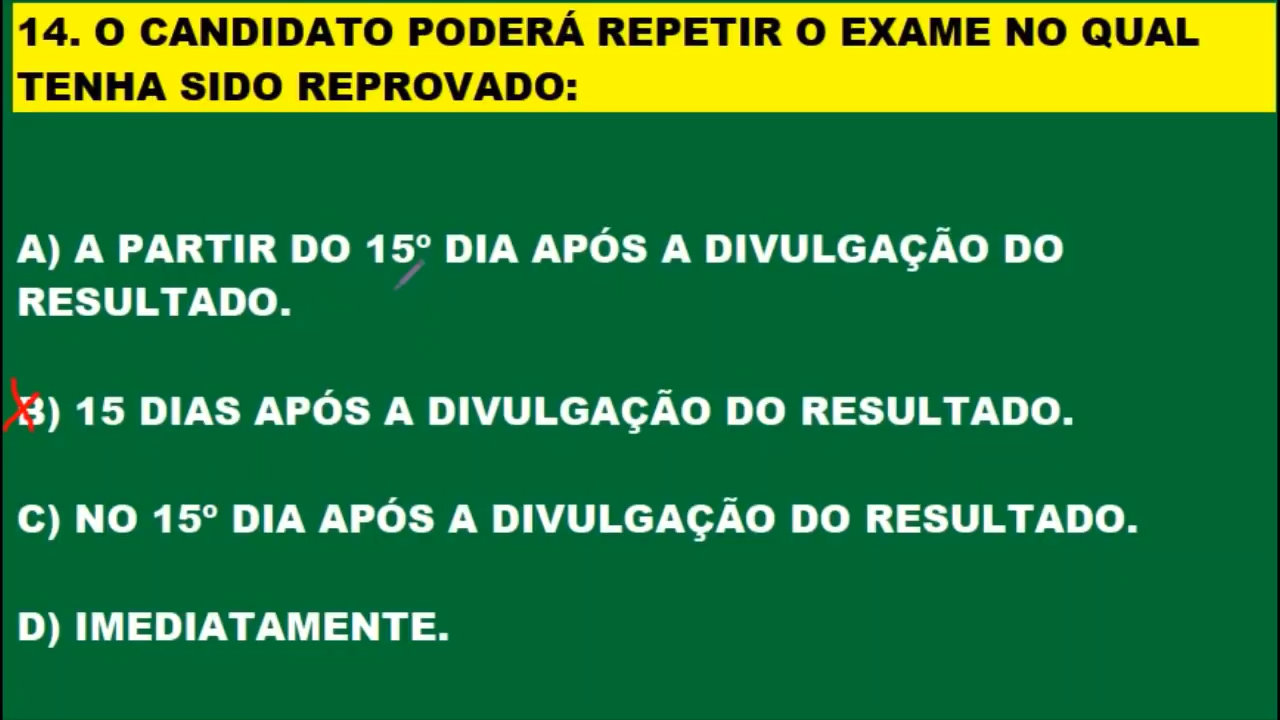 14. O CANDIDATO PODERÁ REPETIR O EXAME NO QUAL
TENHA SIDO REPROVADO:
A) A PARTIR DO 15º DIA APÓS A DIVULGAÇÃO DO
RESULTADO.
B) 15 DIAS APÓS A DIVULGAÇÃO DO RESULTADO.
C) NO 15º DIA APÓS A DIVULGAÇÃO DO RESULTADO.
D) IMEDIATAMENTE.